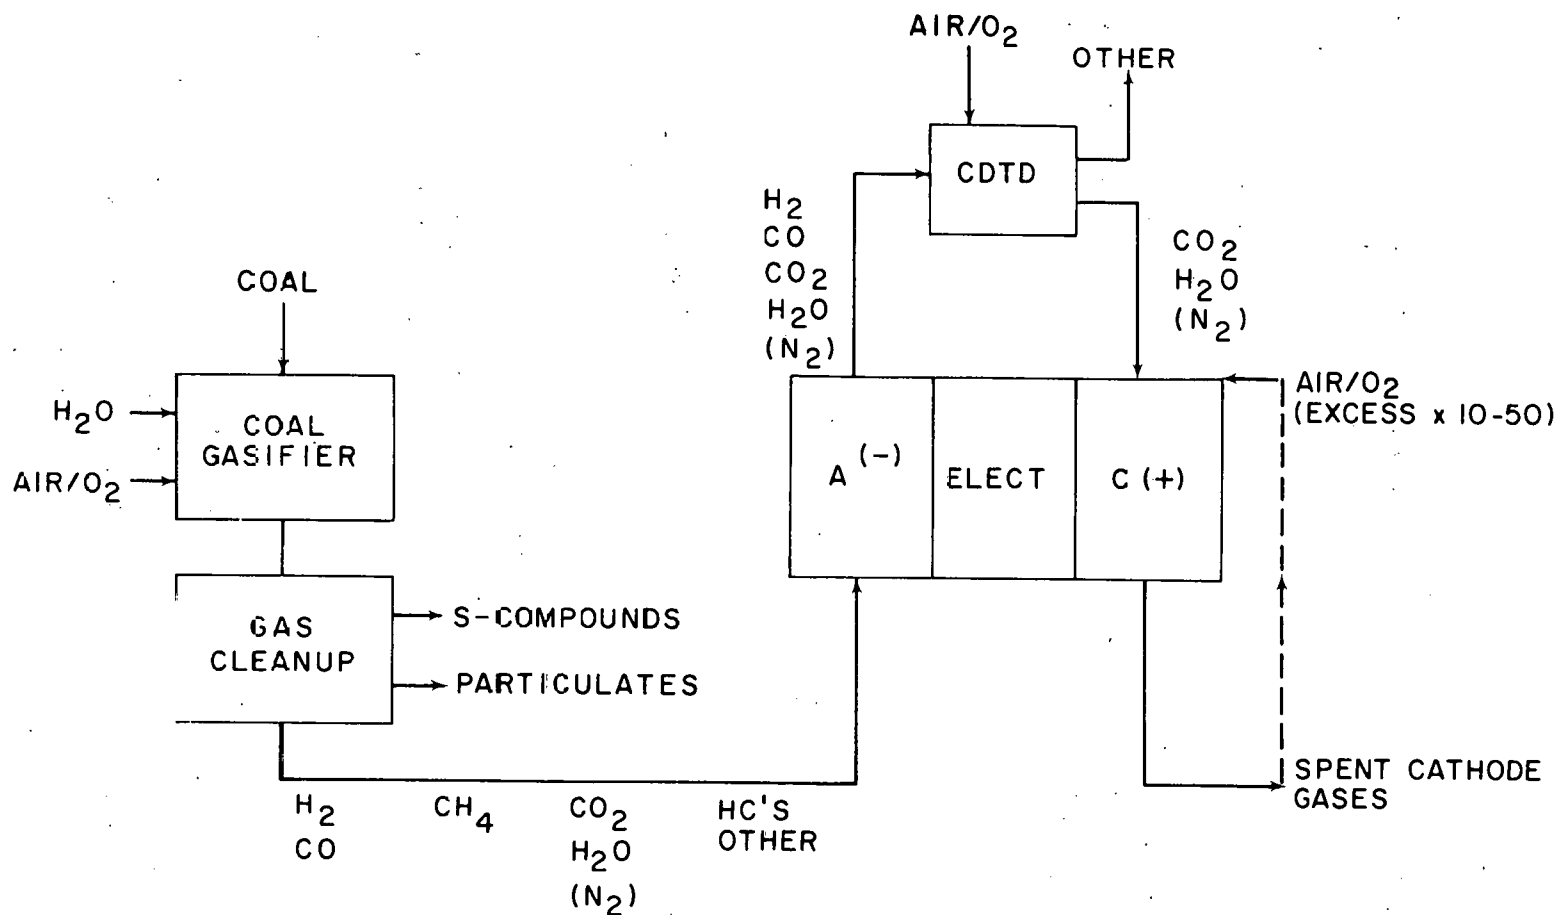 AIR/O2
OTHER
CDTD
H2
CO
CO2
H2O
(N2)
CO2
H2O
(N2)
COAL
H2O
AIR/O2
COAL
GASIFIER
AIR/O2
(EXCESS x 10-50)
A (-)
ELECT
C (+)
GAS
CLEANUP
S-COMPOUNDS
PARTICULATES
SPENT CATHODE
GASES
H2
CO
CH4
CO2
H2O
(N2)
HC'S
OTHER